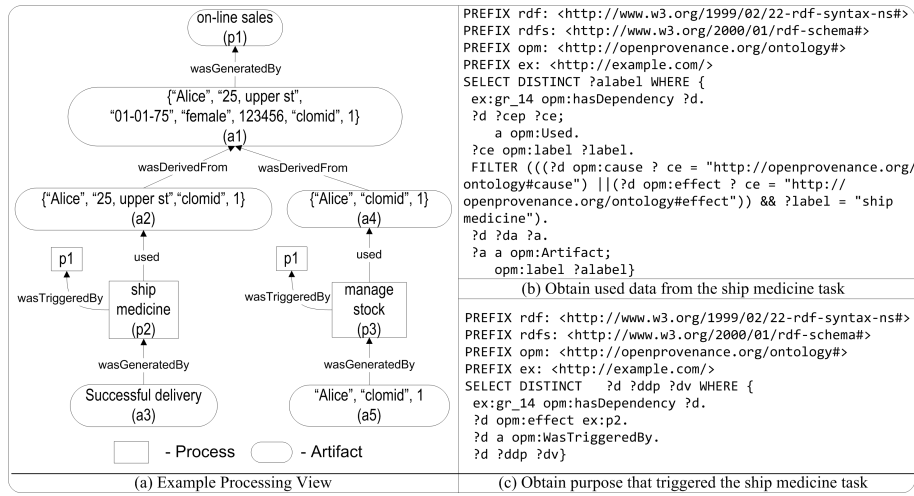 on-line sales
(p1)
wasGeneratedBy
{“Alice”, “25, upper st”,
“01-01-75”, “female”, 123456, “clomid”, 1}
(a1)
wasDerivedFrom
wasDerivedFrom
{“Alice”, “25, upper st”,“clomid”, 1}
(a2)
{“Alice”, “clomid”, 1}
(a4)
p1
used
p1
used
wasTriggeredBy
ship
medicine
(p2)
wasTriggeredBy
manage
stock
(p3)
wasGeneratedBy
wasGeneratedBy
Successful delivery
(a3)
“Alice”, “clomid”, 1
(a5)
- Process
- Artifact
(a) Example Processing View
PREFIX rdf: <http://www.w3.org/1999/02/22-rdf-syntax-ns#>
PREFIX rdfs: <http://www.w3.org/2000/01/rdf-schema#>
PREFIX opm: <http://openprovenance.org/ontology#>
PREFIX ex: <http://example.com/>
SELECT DISTINCT ?alabel WHERE {
ex:gr_14 opm:hasDependency ?d.
?d ?cep ?ce;
a opm:Used.
?ce opm:label ?label.
FILTER (((?d opm:cause ? ce = "http://openprovenance.org/
ontology#cause") ||(?d opm:effect ? ce = "http://
openprovenance.org/ontology#effect")) && ?label = "ship
medicine").
?d ?da ?a.
?a a opm:Artifact;
opm:label ?alabel}
(b) Obtain used data from the ship medicine task
PREFIX rdf: <http://www.w3.org/1999/02/22-rdf-syntax-ns#>
PREFIX rdfs: <http://www.w3.org/2000/01/rdf-schema#>
PREFIX opm: <http://openprovenance.org/ontology#>
PREFIX ex: <http://example.com/>
SELECT DISTINCT ?d ?ddp ?dv WHERE {
ex:gr_14 opm:hasDependency ?d.
?d opm:effect ex:p2.
?d a opm:WasTriggeredBy.
?d ?ddp ?dv}
(c) Obtain purpose that triggered the ship medicine task